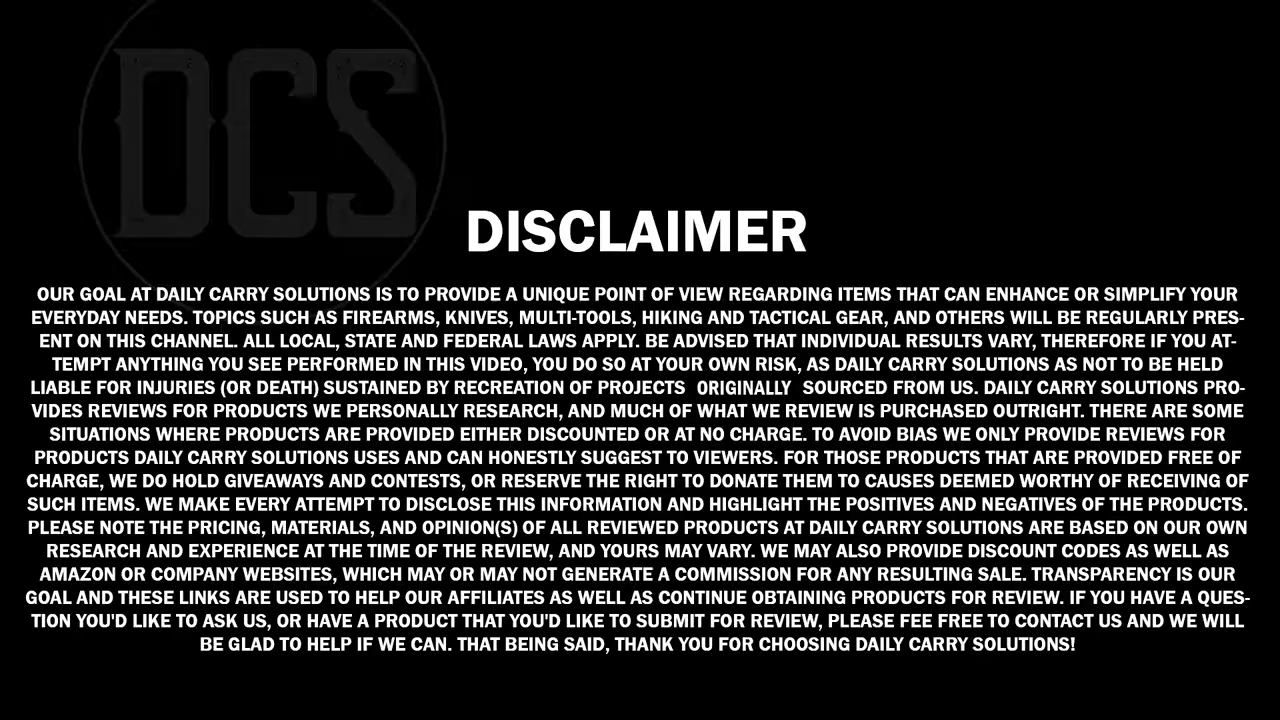 DCS
DISCLAIMER
OUR GOAL AT DAILY CARRY SOLUTIONS IS TO PROVIDE A UNIQUE POINT OF VIEW REGARDING ITEMS THAT CAN ENHANCE OR SIMPLIFY YOUR
EVERYDAY NEEDS. TOPICS SUCH AS FIREARMS, KNIVES, MULTI-TOOLS, HIKING AND TACTICAL GEAR, AND OTHERS WILL BE REGULARLY PRES-
ENT ON THIS CHANNEL. ALL LOCAL, STATE AND FEDERAL LAWS APPLY. BE ADVISED THAT INDIVIDUAL RESULTS VARY, THEREFORE IF YOU AT-
TEMPT ANYTHING YOU SEE PERFORMED IN THIS VIDEO, YOU DO SO AT YOUR OWN RISK, AS DAILY CARRY SOLUTIONS AS NOT TO BE HELD
LIABLE FOR INJURIES (OR DEATH) SUSTAINED BY RECREATION OF PROJECTS ORIGINALLY SOURCED FROM US. DAILY CARRY SOLUTIONS PRO-
VIDES REVIEWS FOR PRODUCTS WE PERSONALLY RESEARCH, AND MUCH OF WHAT WE REVIEW IS PURCHASED OUTRIGHT. THERE ARE SOME
SITUATIONS WHERE PRODUCTS ARE PROVIDED EITHER DISCOUNTED OR AT NO CHARGE. TO AVOID BIAS WE ONLY PROVIDE REVIEWS FOR
PRODUCTS DAILY CARRY SOLUTIONS USES AND CAN HONESTLY SUGGEST TO VIEWERS. FOR THOSE PRODUCTS THAT ARE PROVIDED FREE OF
CHARGE, WE DO HOLD GIVEAWAYS AND CONTESTS, OR RESERVE THE RIGHT TO DONATE THEM TO CAUSES DEEMED WORTHY OF RECEIVING OF
SUCH ITEMS. WE MAKE EVERY ATTEMPT TO DISCLOSE THIS INFORMATION AND HIGHLIGHT THE POSITIVES AND NEGATIVES OF THE PRODUCTS.
PLEASE NOTE THE PRICING, MATERIALS, AND OPINION(S) OF ALL REVIEWED PRODUCTS AT DAILY CARRY SOLUTIONS ARE BASED ON OUR OWN
RESEARCH AND EXPERIENCE AT THE TIME OF THE REVIEW, AND YOURS MAY VARY. WE MAY ALSO PROVIDE DISCOUNT CODES AS WELL AS
AMAZON OR COMPANY WEBSITES, WHICH MAY OR MAY NOT GENERATE A COMMISSION FOR ANY RESULTING SALE. TRANSPARENCY IS OUR
GOAL AND THESE LINKS ARE USED TO HELP OUR AFFILIATES AS WELL AS CONTINUE OBTAINING PRODUCTS FOR REVIEW. IF YOU HAVE A QUES-
TION YOU'D LIKE TO ASK US, OR HAVE A PRODUCT THAT YOU'D LIKE TO SUBMIT FOR REVIEW, PLEASE FEE FREE TO CONTACT US AND WE WILL
BE GLAD TO HELP IF WE CAN. THAT BEING SAID, THANK YOU FOR CHOOSING DAILY CARRY SOLUTIONS!